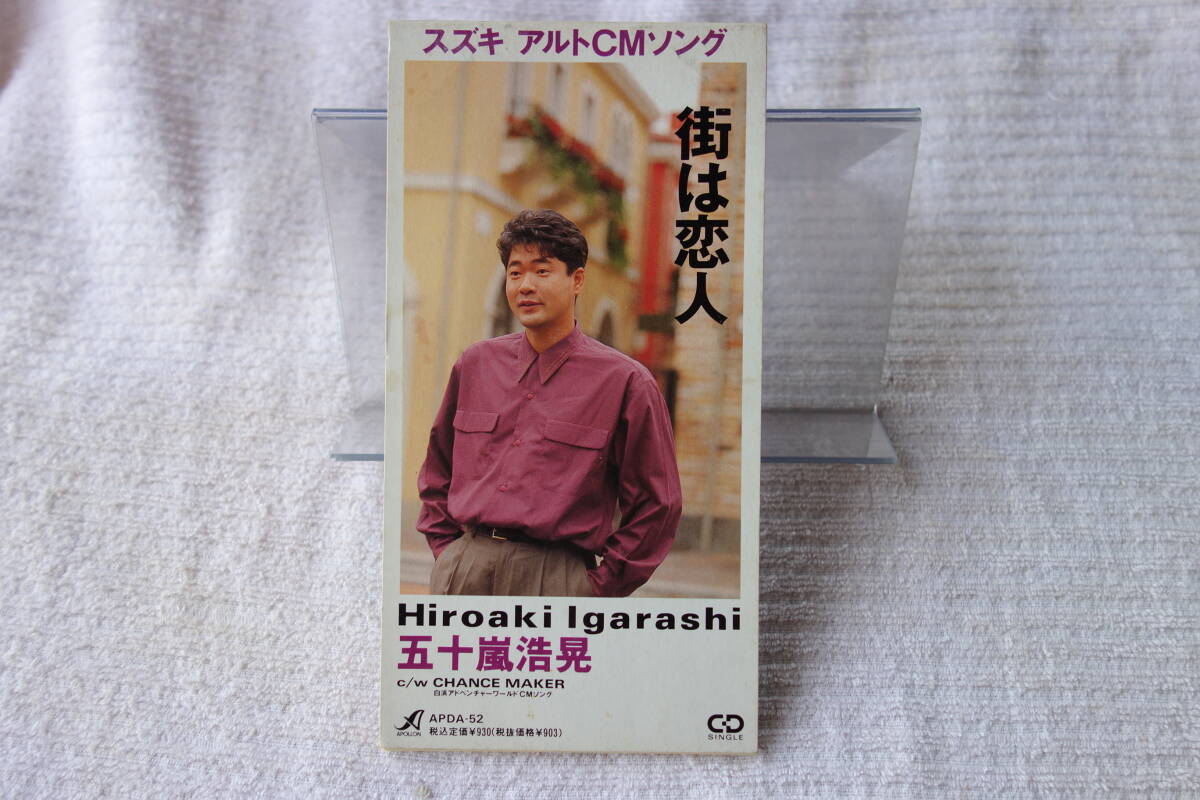 スズキ アルトCMソング
街は恋人
Hiroaki Igarashi
五十嵐浩晃
c/w CHANCE MAKER
白浜アドベンチャーワールドCMソング
APOLLON
APDA-52
税込定価¥930(税抜価格¥903)
CD
SINGLE